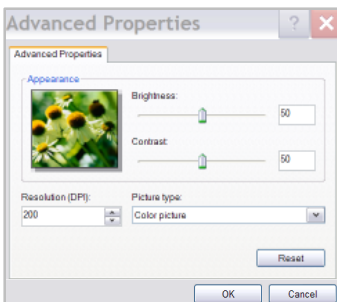 Advanced Properties
Advanced Properties
Appearance
Brightness:
50
Contrast:
50
Resolution (DPI):
200
Picture type:
Color picture
Reset
OK
Cancel